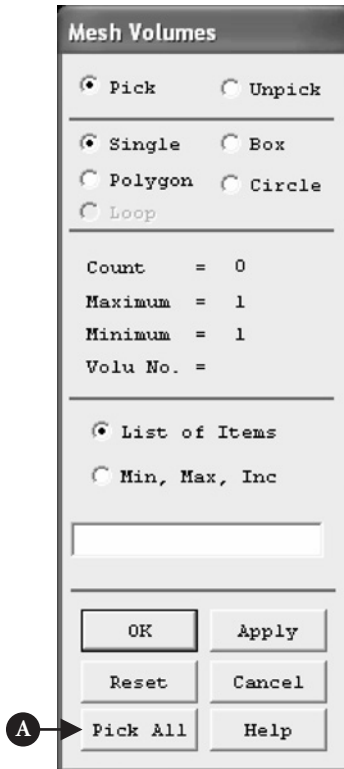 Mesh Volumes
Pick Unpick
Single Box
Polygon Circle
Loop
Count = 0
Maximum = 1
Minimum = 1
Volu No. =
List of Items
Min, Max, Inc
OK Apply
Reset Cancel
A Pick All Help